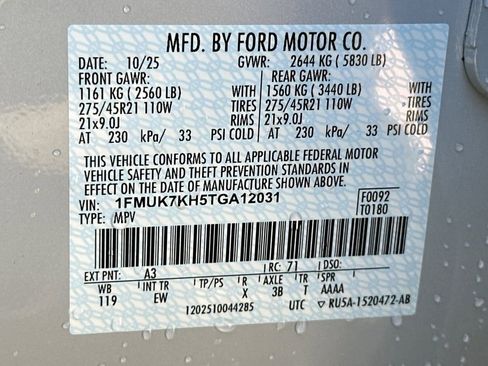 MFD. BY FORD MOTOR CO.
DATE: 10/25 GVWR: 2644 KG ( 5830 LB)
FRONT GAWR: REAR GAWR:
1161 KG ( 2560 LB) WITH 1560 KG ( 3440 LB) WITH
275/45R21 110W TIRES 275/45R21 110W TIRES
21x9.0J RIMS 21x9.0J RIMS
AT 230 kPa/ 33 PSI COLD AT 230 kPa/ 33 PSI COLD
THIS VEHICLE CONFORMS TO ALL APPLICABLE FEDERAL MOTOR
VEHICLE SAFETY AND THEFT PREVENTION STANDARDS
IN EFFECT ON THE DATE OF MANUFACTURE SHOWN ABOVE.
VIN: 1FMUK7KH5TGA12031 F0092
TYPE: MPV T0180
EXT PNT: A3 RC: 71 DSO:
WB INT TR TP/PS R AXLE TR SPR
119 EW X 3B T AAAA
1202510044285 UTC ▽ RU5A-1520472-AB